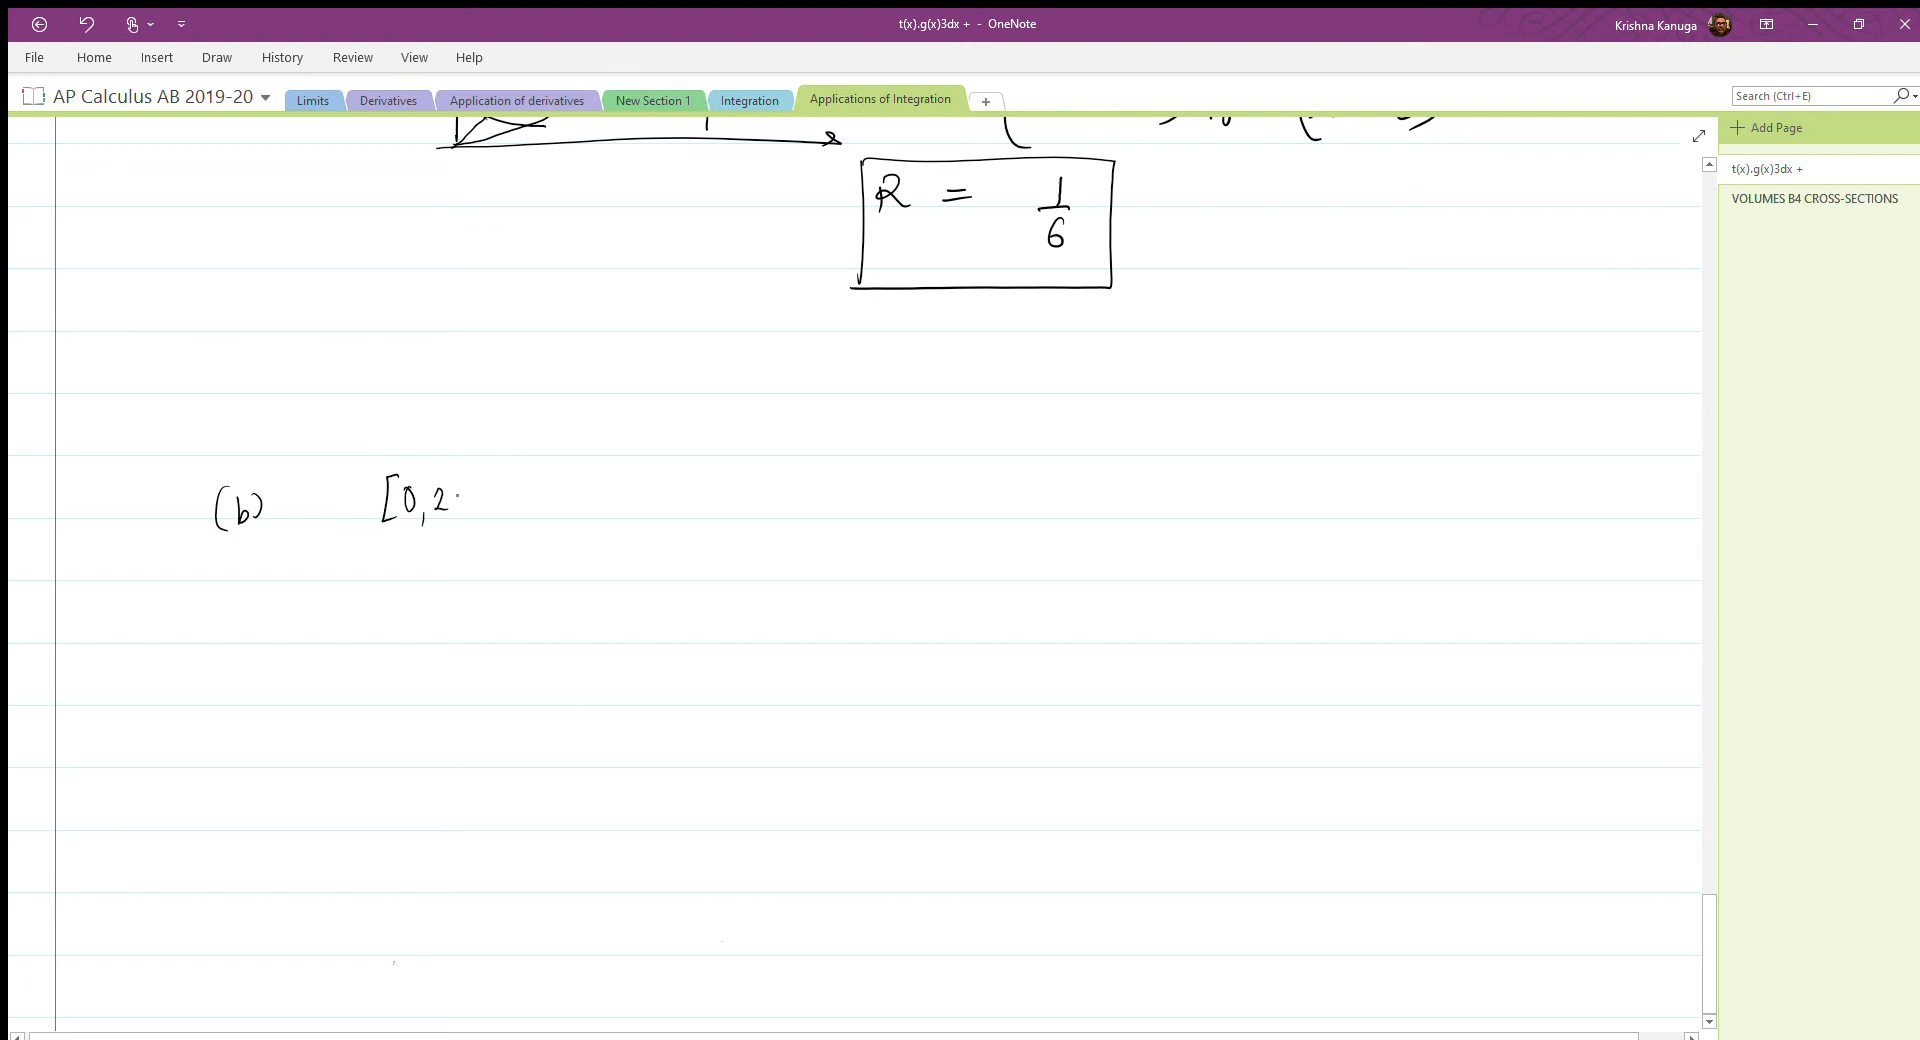 t(x).g(x)3dx + - OneNote
Krishna Kanuga
File Home Insert Draw History Review View Help
AP Calculus AB 2019-20
Limits Derivatives Application of derivatives New Section 1 Integration Applications of Integration +
Search (Ctrl+E)
Add Page
t(x).g(x)3dx +
VOLUMES B4 CROSS-SECTIONS
R = 1/6
(b) [0,2